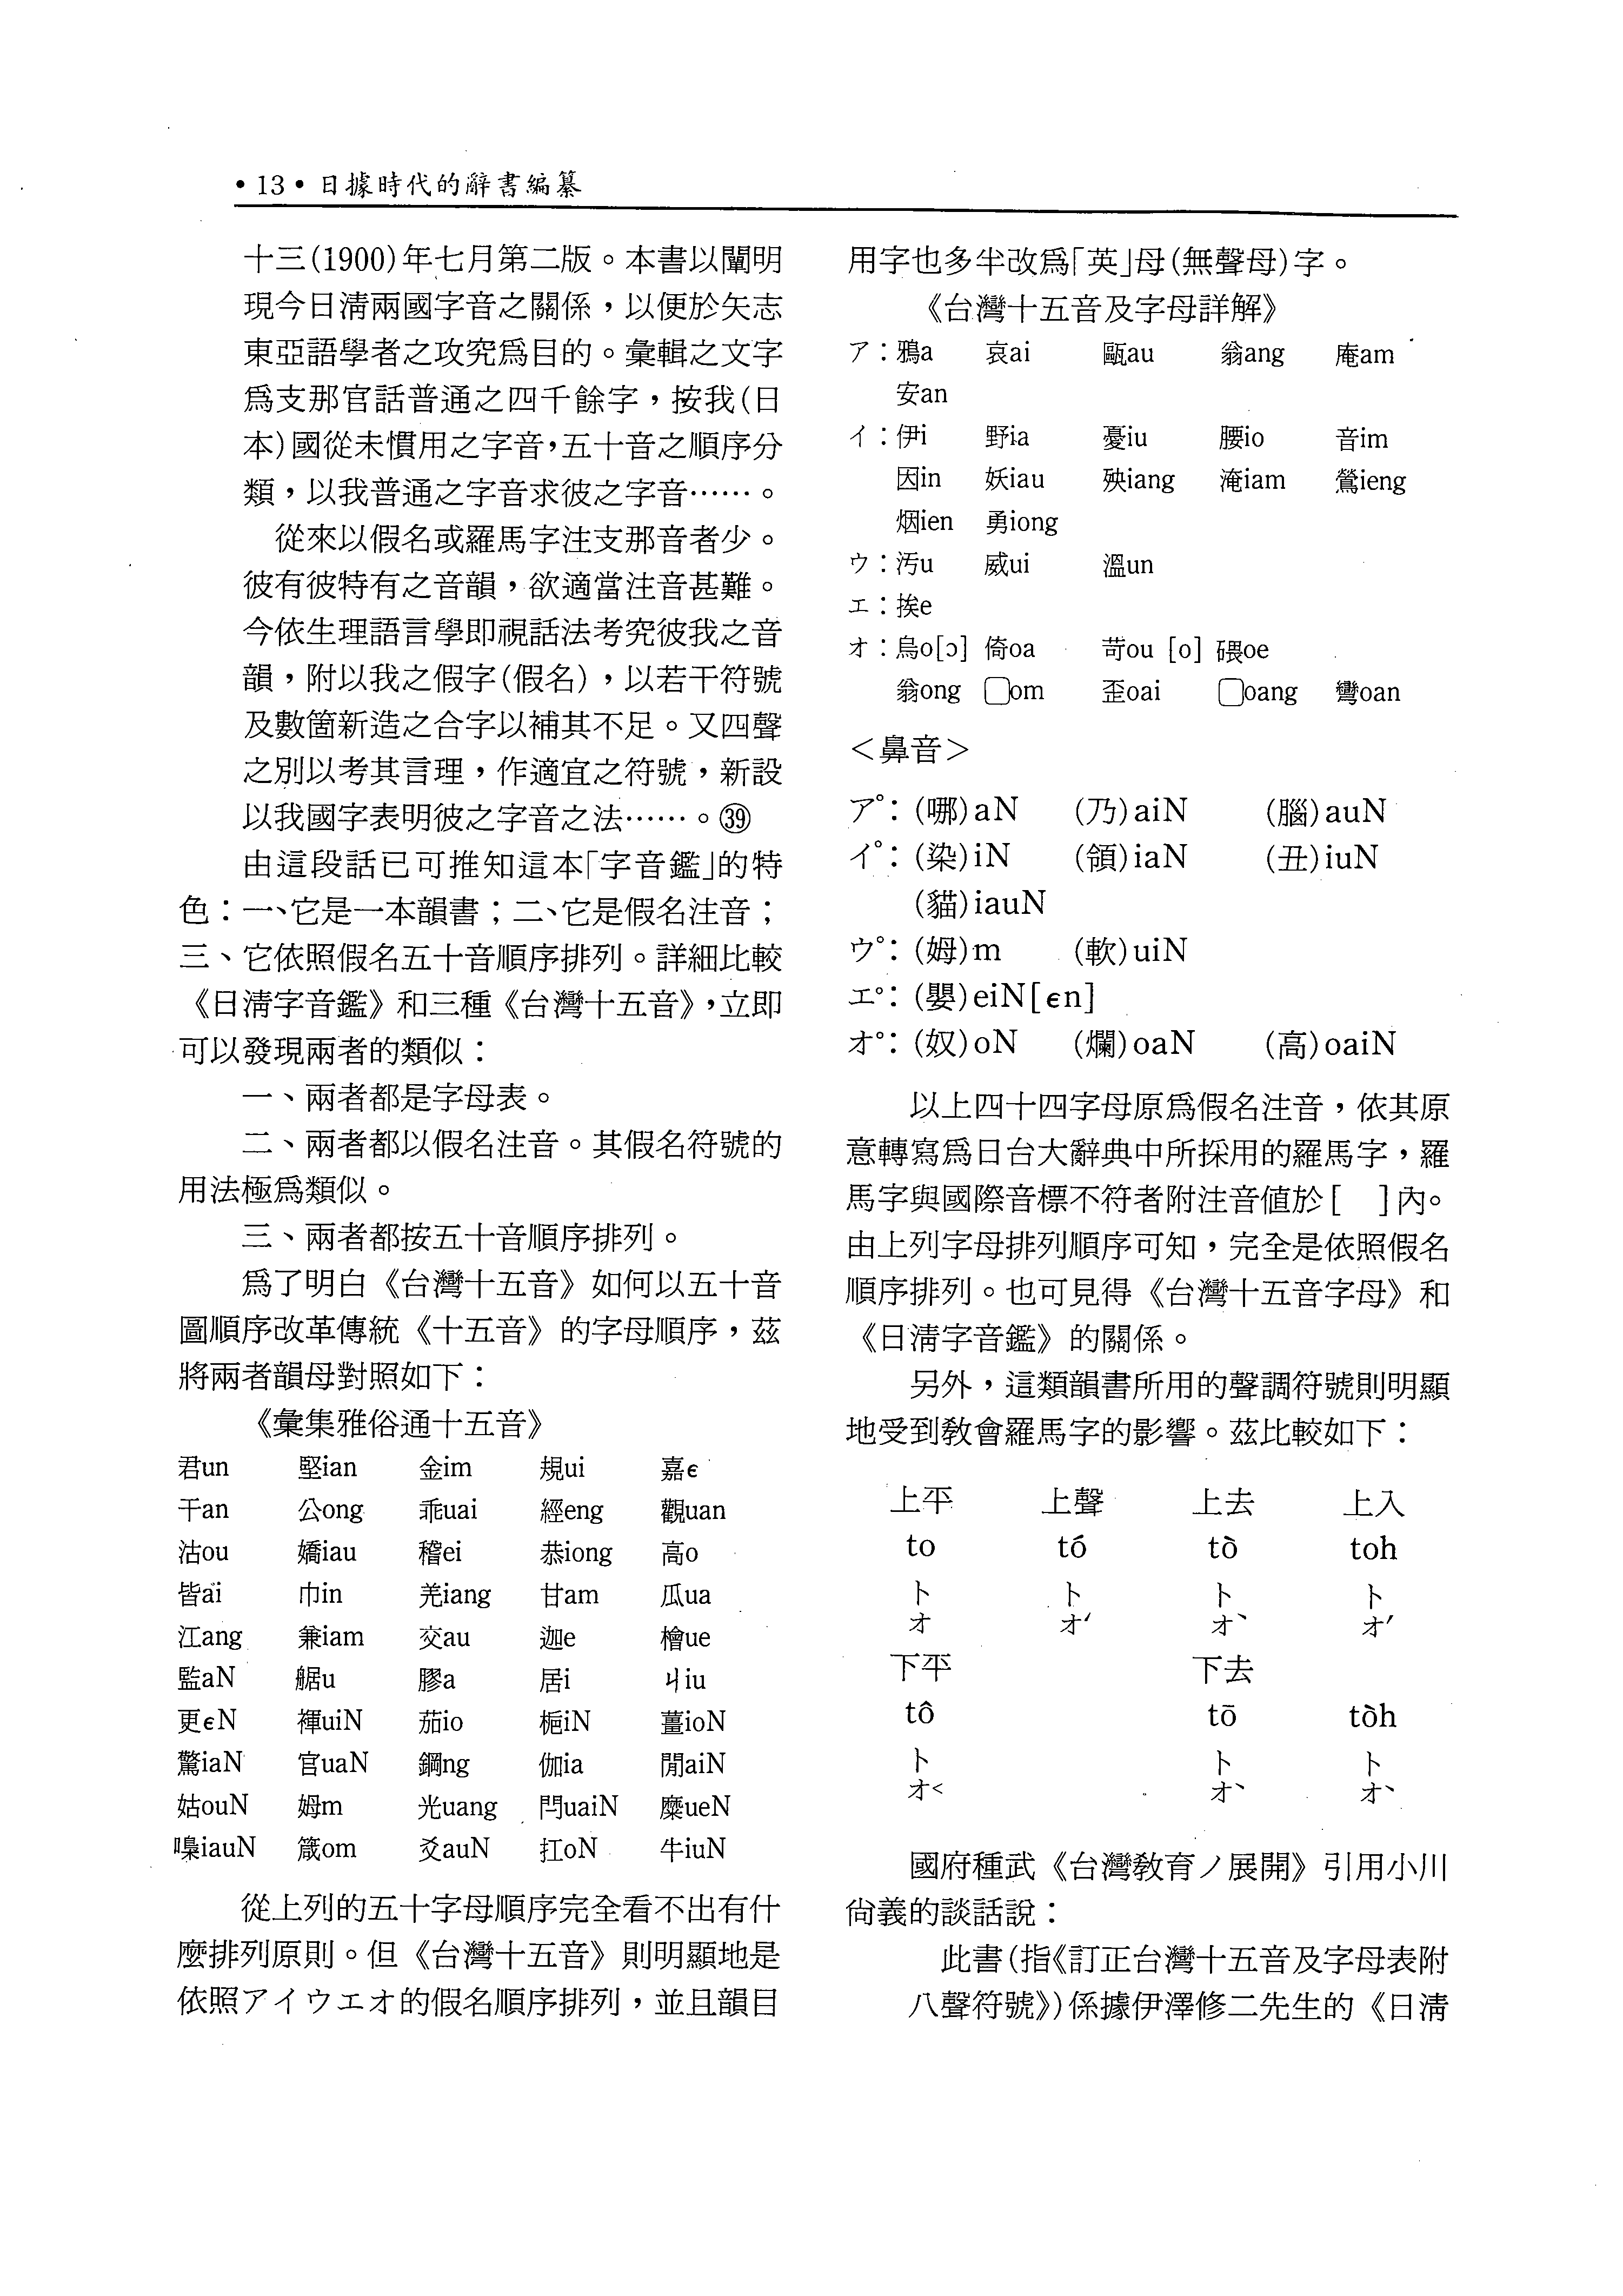 • 13 • 日據時代的辭書編纂
十三(1900)年七月第二版。本書以闡明
現今日淸兩國字音之關係，以便於矢志
東亞語學者之攻究爲目的。彙輯之文字
爲支那官話普通之四千餘字，按我(日
本)國從未慣用之字音，五十音之順序分
類，以我普通之字音求彼之字音……。
從來以假名或羅馬字注支那音者少。
彼有彼特有之音韻，欲適當注音甚難。
今依生理語言學即視話法考究彼我之音
韻，附以我之假字(假名)，以若干符號
及數箇新造之合字以補其不足。又四聲
之別以考其言理，作適宜之符號，新設
以我國字表明彼之字音之法……。㊴
由這段話已可推知這本「字音鑑」的特
色：一、它是一本韻書；二、它是假名注音；
三、它依照假名五十音順序排列。詳細比較
《日淸字音鑑》和三種《台灣十五音》，立即
可以發現兩者的類似：
一、兩者都是字母表。
二、兩者都以假名注音。其假名符號的
用法極爲類似。
三、兩者都按五十音順序排列。
爲了明白《台灣十五音》如何以五十音
圖順序改革傳統《十五音》的字母順序，茲
將兩者韻母對照如下：
《彙集雅俗通十五音》
君un 堅ian 金im 規ui 嘉ɛ
干an 公ong 乖uai 經eng 觀uan
沽ou 嬌iau 稽ei 恭iong 高o
皆ai 巾in 羌iang 甘am 瓜ua
江ang 兼iam 交au 迦e 檜ue
監aN 艍u 膠a 居i 丩iu
更ɛN 褌uiN 茄io 梔iN 薑ioN
驚iaN 官uaN 鋼ng 伽ia 閒aiN
姑ouN 姆m 光uang 閂uaiN 糜ueN
嘄iauN 箴om 爻auN 扛oN 牛iuN
從上列的五十字母順序完全看不出有什
麼排列原則。但《台灣十五音》則明顯地是
依照アイウエオ的假名順序排列，並且韻目
用字也多半改爲「英」母(無聲母)字。
《台灣十五音及字母詳解》
ア：鴉a 哀ai 甌au 翁ang 庵am
安an
イ：伊i 野ia 憂iu 腰io 音im
因in 妖iau 殃iang 淹iam 鶯ieng
烟ien 勇iong
ウ：汚u 威ui 溫un
エ：挨e
オ：烏o[ɔ] 倚oa 苛ou [o] 碨oe
翁ong □om 歪oai □oang 彎oan
＜鼻音＞
ア°：(哪)aN (乃)aiN (腦)auN
イ°：(染)iN (領)iaN (丑)iuN
(貓)iauN
ウ°：(姆)m (軟)uiN
エ°：(嬰)eiN[ɛn]
オ°：(奴)oN (爛)oaN (高)oaiN
以上四十四字母原爲假名注音，依其原
意轉寫爲日台大辭典中所採用的羅馬字，羅
馬字與國際音標不符者附注音値於[　]內。
由上列字母排列順序可知，完全是依照假名
順序排列。也可見得《台灣十五音字母》和
《日淸字音鑑》的關係。
另外，這類韻書所用的聲調符號則明顯
地受到敎會羅馬字的影響。茲比較如下：
上平 上聲 上去 上入
to tó tò toh
ト ト ト ト
オ オ′ オ` オ′
下平 下去
tô tō tòh
ト ト ト
オ< オ` オ`
國府種武《台灣敎育ノ展開》引用小川
尙義的談話說：
此書(指《訂正台灣十五音及字母表附
八聲符號》)係據伊澤修二先生的《日淸